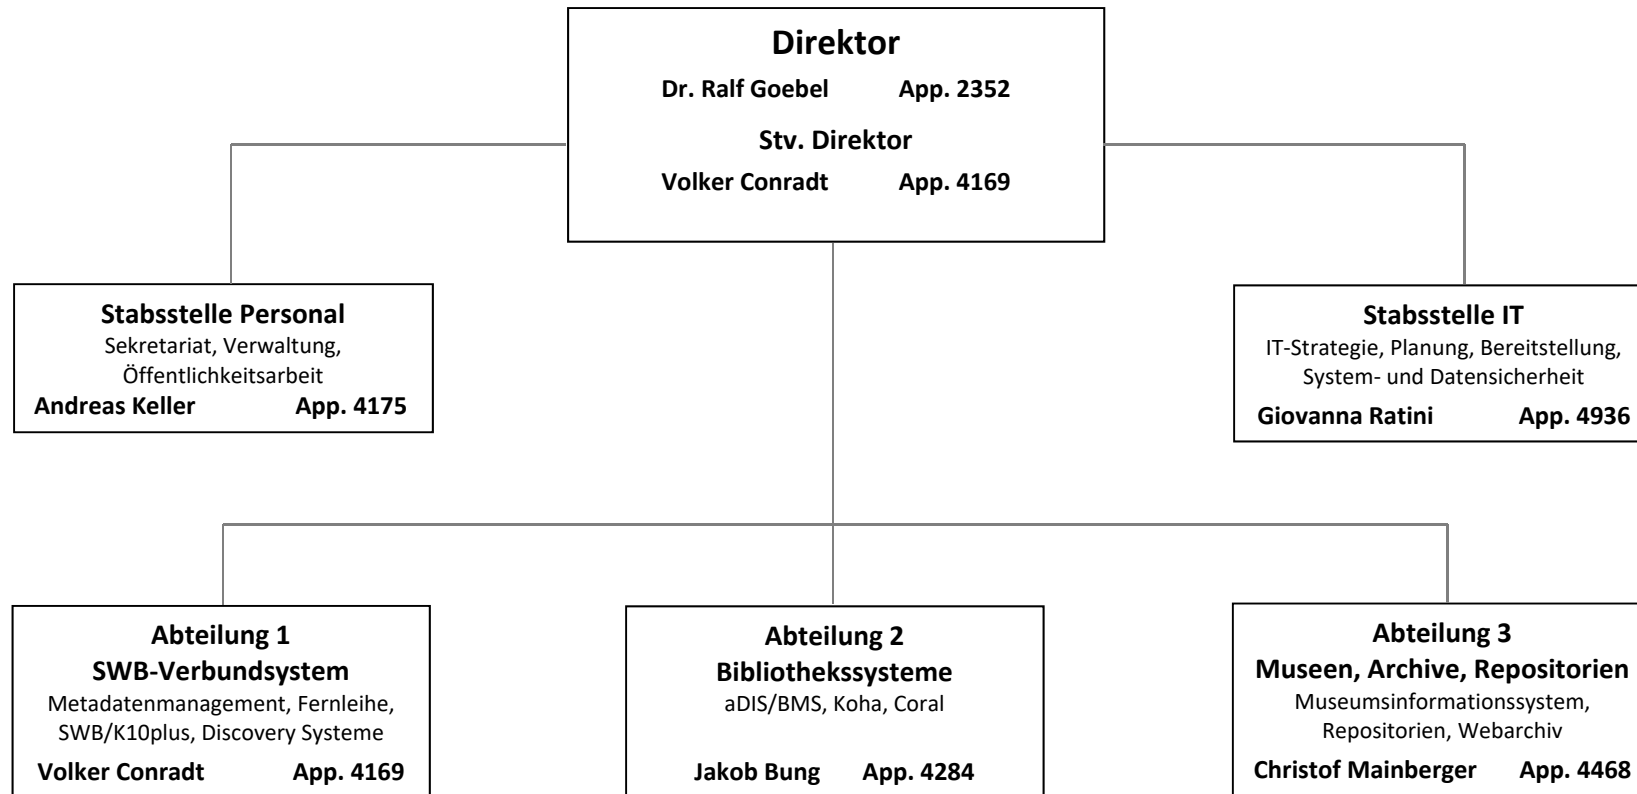 Direktor
Dr. Ralf Goebel App. 2352
Stv. Direktor
Volker Conradt App. 4169
Stabsstelle Personal
Sekretariat, Verwaltung,
Öffentlichkeitsarbeit
Andreas Keller App. 4175
Stabsstelle IT
IT-Strategie, Planung, Bereitstellung,
System- und Datensicherheit
Giovanna Ratini App. 4936
Abteilung 1
SWB-Verbundsystem
Metadatenmanagement, Fernleihe,
SWB/K10plus, Discovery Systeme
Volker Conradt App. 4169
Abteilung 2
Bibliothekssysteme
aDIS/BMS, Koha, Coral
Jakob Bung App. 4284
Abteilung 3
Museen, Archive, Repositorien
Museumsinformationssystem,
Repositorien, Webarchiv
Christof Mainberger App. 4468